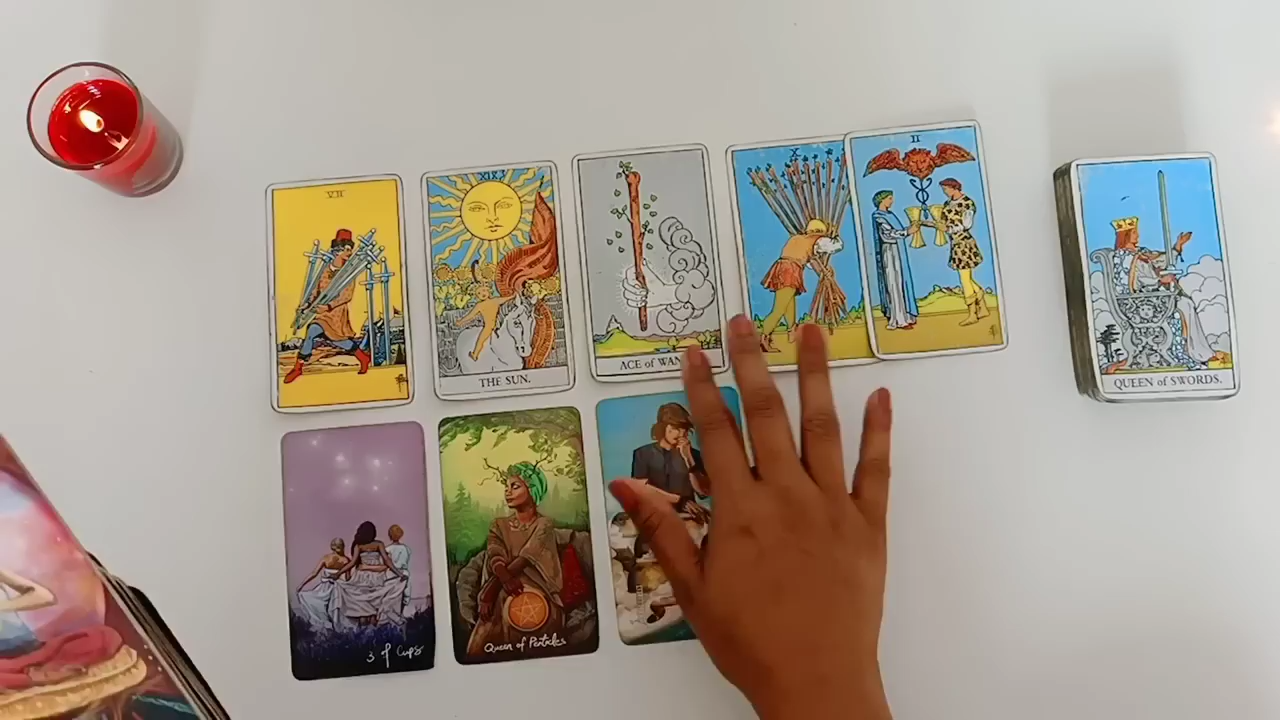 VII
XIX
X
II
THE SUN.
ACE of WAN
QUEEN of SWORDS.
3 of Cups
Queen of Pentacles